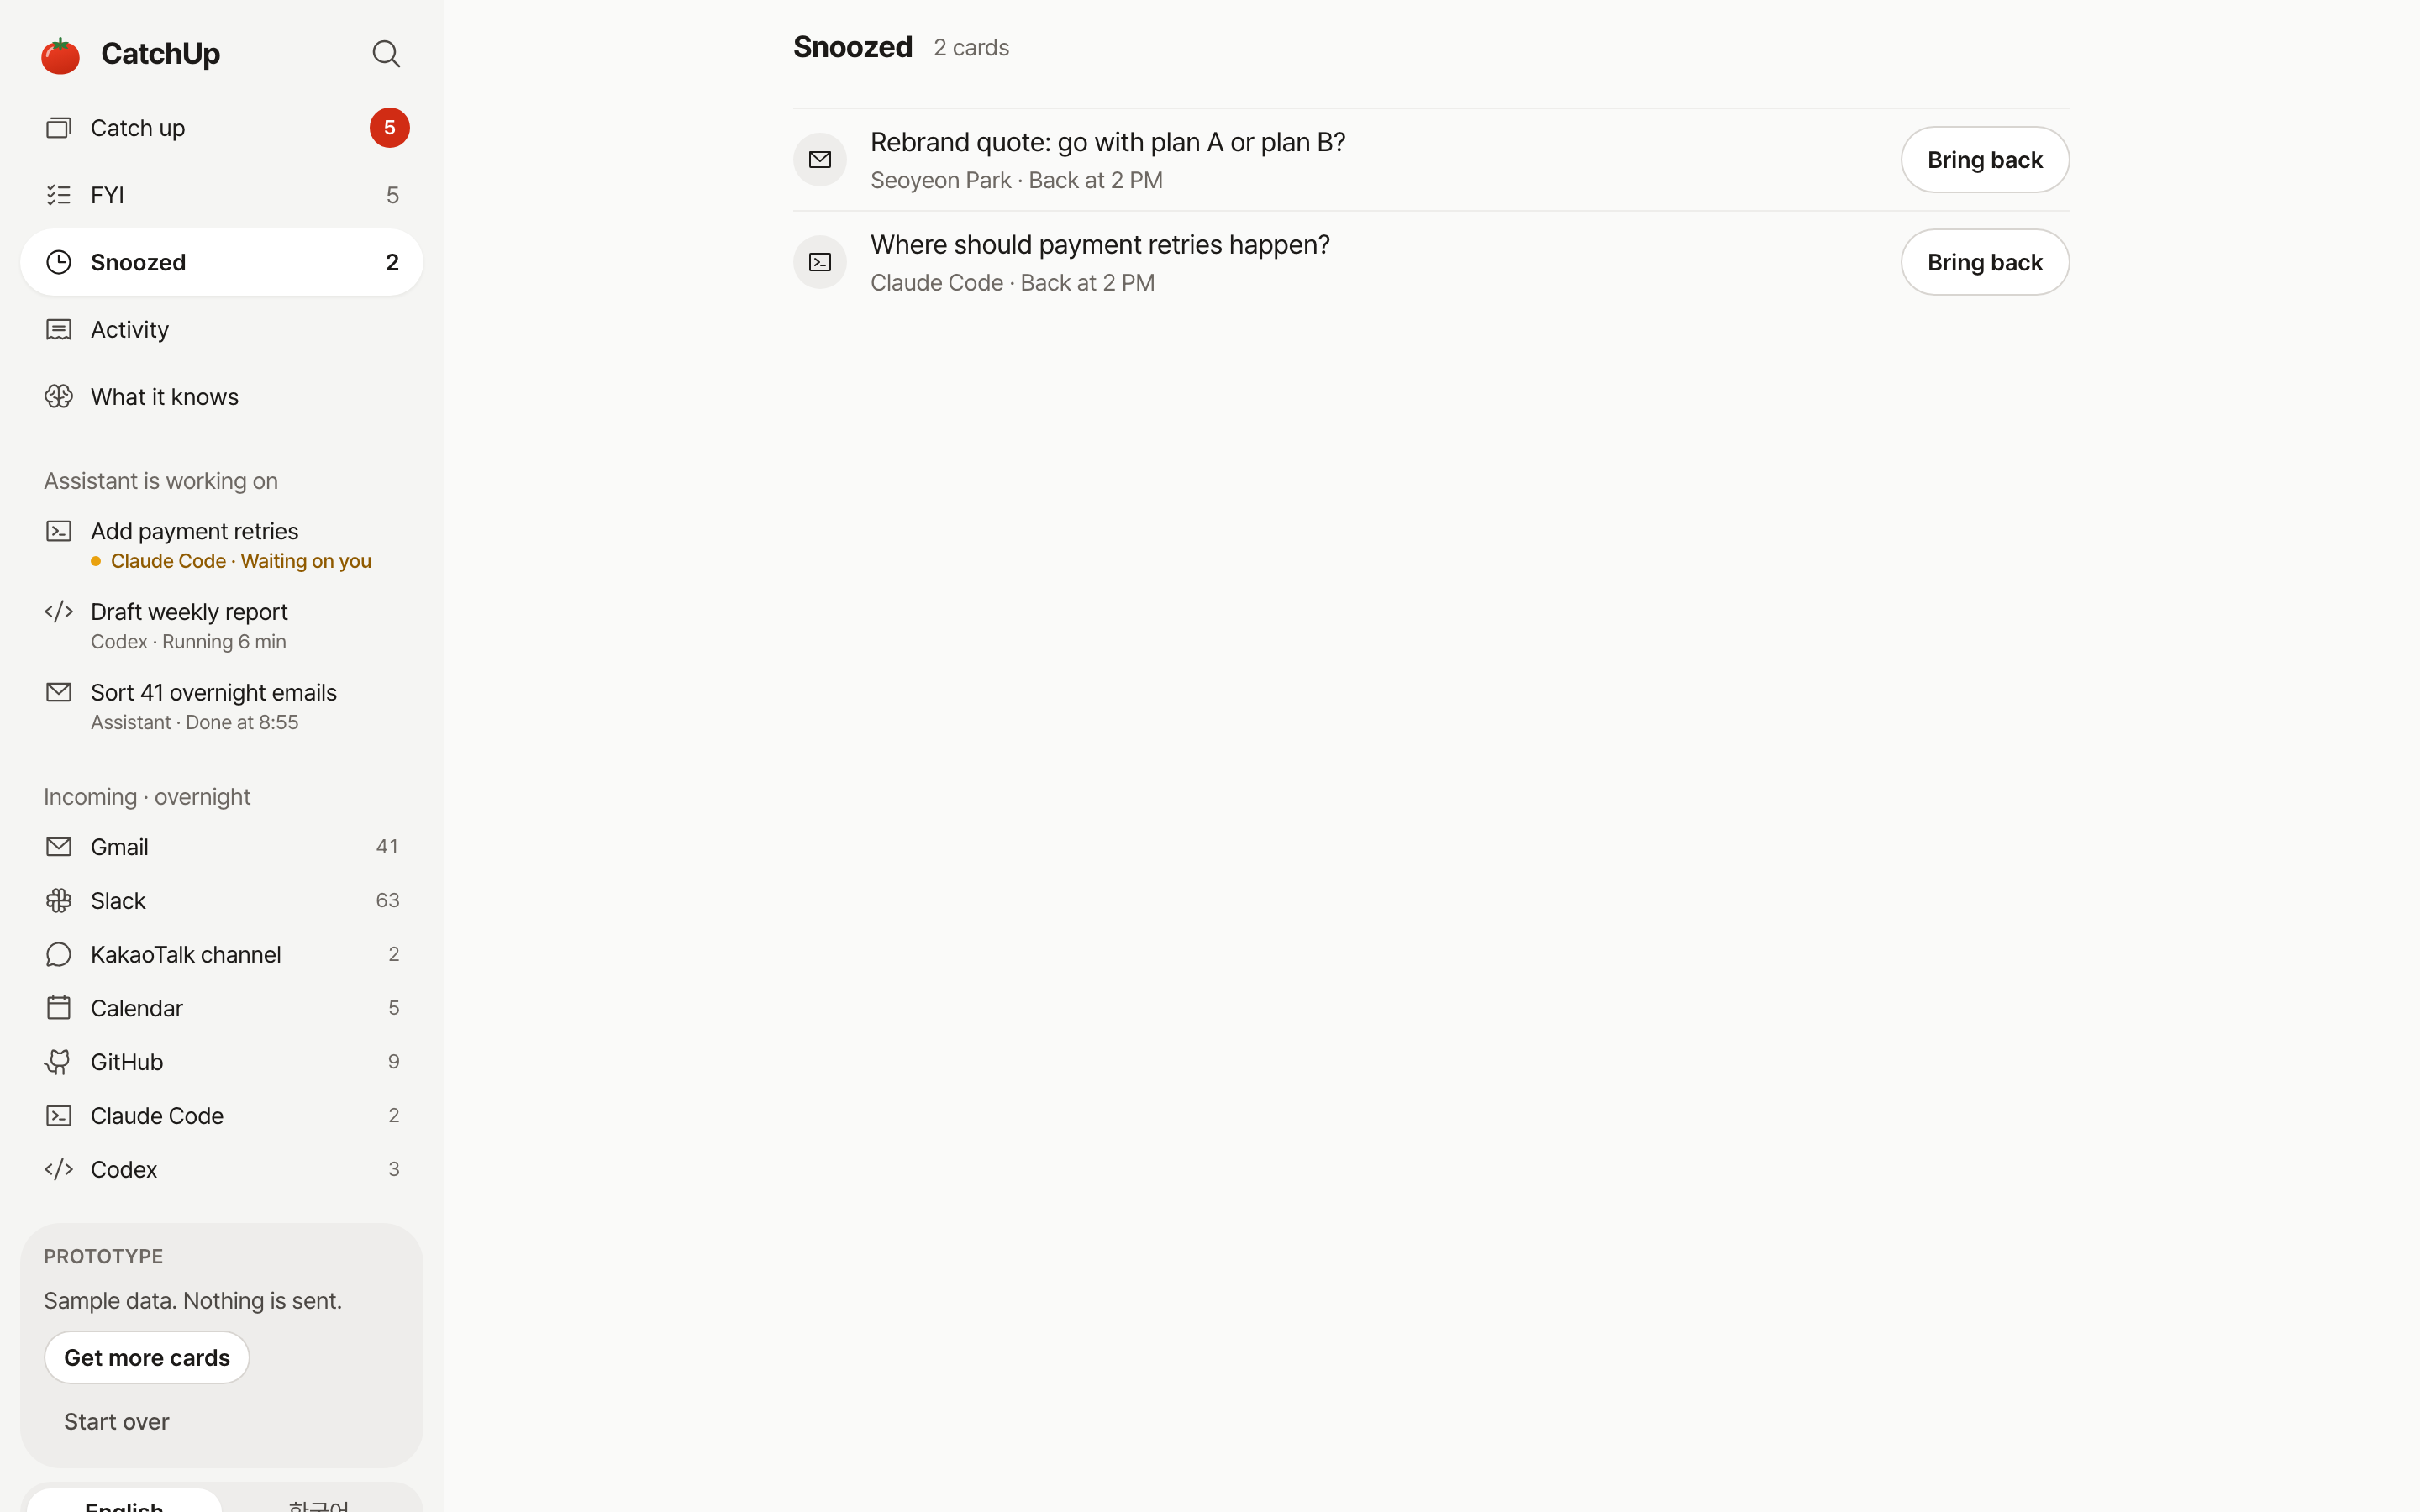 CatchUp
Catch up 5
FYI 5
Snoozed 2
Activity
What it knows
Assistant is working on
Add payment retries
Claude Code · Waiting on you
Draft weekly report
Codex · Running 6 min
Sort 41 overnight emails
Assistant · Done at 8:55
Incoming · overnight
Gmail 41
Slack 63
KakaoTalk channel 2
Calendar 5
GitHub 9
Claude Code 2
Codex 3
PROTOTYPE
Sample data. Nothing is sent.
Get more cards
Start over
English 한국어
Snoozed 2 cards
Rebrand quote: go with plan A or plan B?
Seoyeon Park · Back at 2 PM
Bring back
Where should payment retries happen?
Claude Code · Back at 2 PM
Bring back